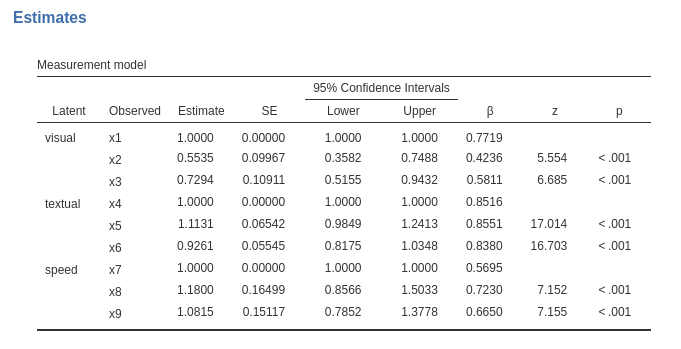 Estimates
Measurement model
95% Confidence Intervals
Latent Observed Estimate SE Lower Upper β z p
visual x1 1.0000 0.00000 1.0000 1.0000 0.7719
x2 0.5535 0.09967 0.3582 0.7488 0.4236 5.554 < .001
x3 0.7294 0.10911 0.5155 0.9432 0.5811 6.685 < .001
textual x4 1.0000 0.00000 1.0000 1.0000 0.8516
x5 1.1131 0.06542 0.9849 1.2413 0.8551 17.014 < .001
x6 0.9261 0.05545 0.8175 1.0348 0.8380 16.703 < .001
speed x7 1.0000 0.00000 1.0000 1.0000 0.5695
x8 1.1800 0.16499 0.8566 1.5033 0.7230 7.152 < .001
x9 1.0815 0.15117 0.7852 1.3778 0.6650 7.155 < .001